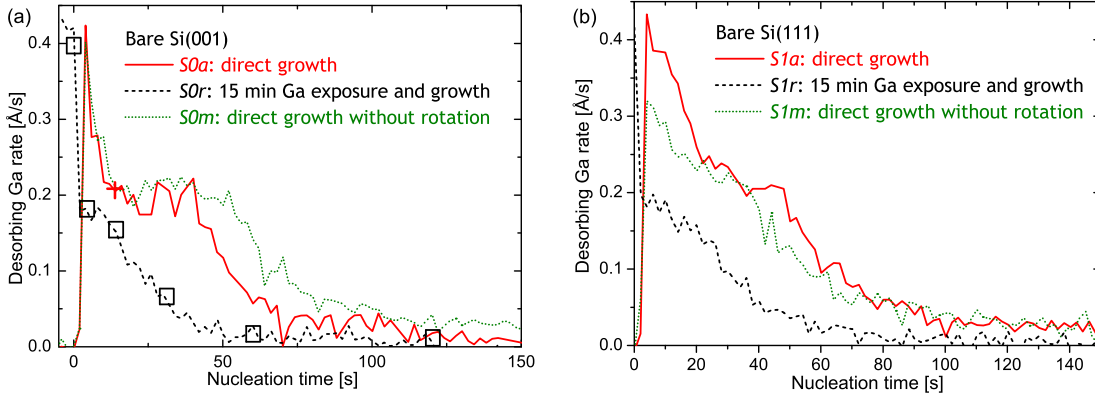 (a)
Bare Si(001)
S0a: direct growth
S0r: 15 min Ga exposure and growth
S0m: direct growth without rotation
Desorbing Ga rate [Å/s]
0.4
0.3
0.2
0.1
0.0
0 50 100 150
Nucleation time [s]
(b)
Bare Si(111)
S1a: direct growth
S1r: 15 min Ga exposure and growth
S1m: direct growth without rotation
Desorbing Ga rate [Å/s]
0.4
0.3
0.2
0.1
0.0
0 20 40 60 80 100 120 140
Nucleation time [s]